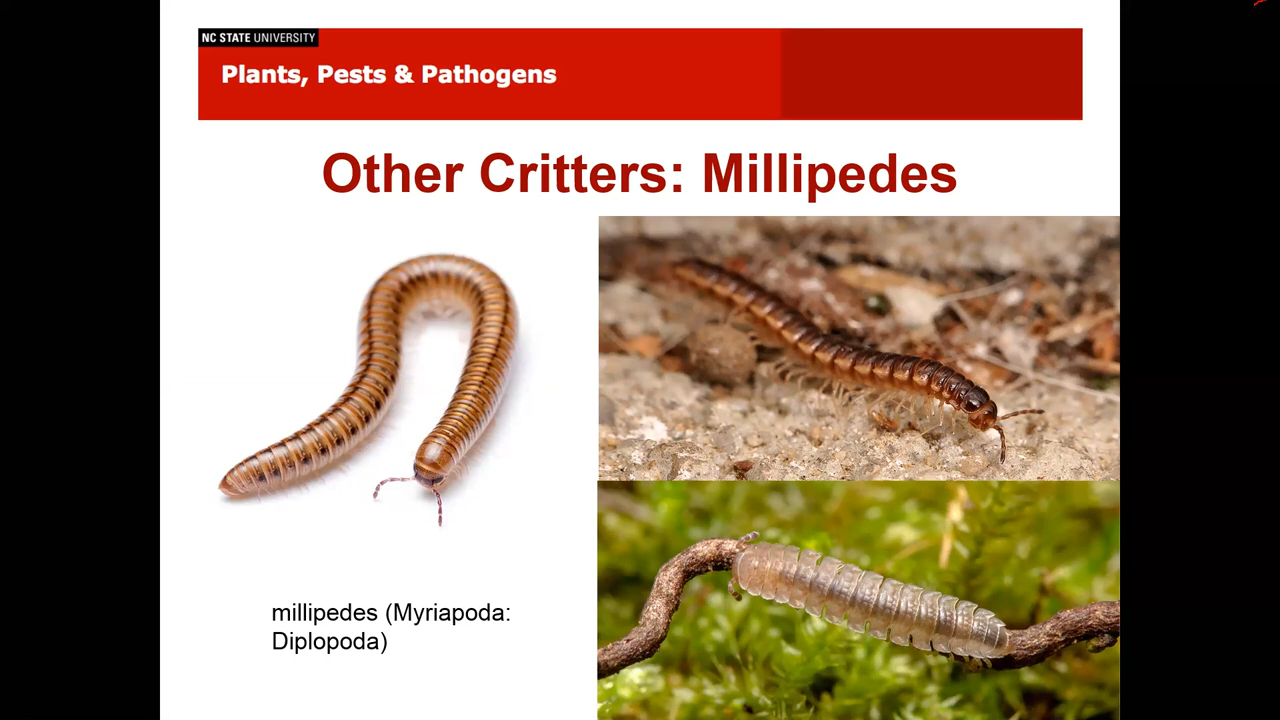 NC STATE UNIVERSITY
Plants, Pests & Pathogens
Other Critters: Millipedes
millipedes (Myriapoda:
Diplopoda)